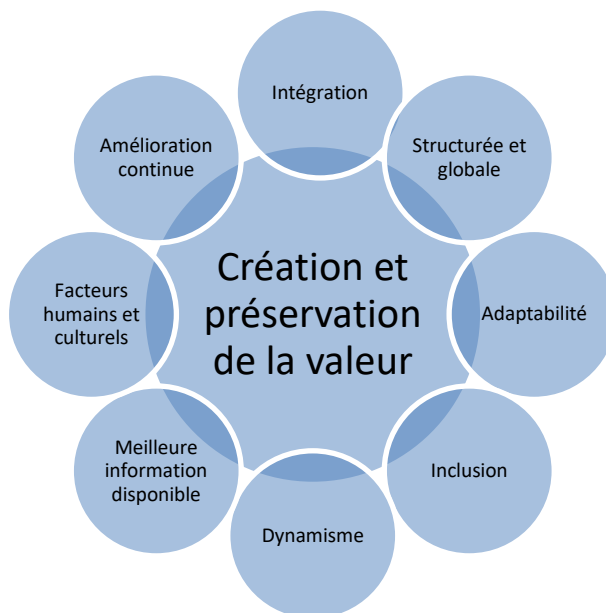 Intégration
Structurée et
globale
Adaptabilité
Inclusion
Dynamisme
Meilleure
information
disponible
Facteurs
humains et
culturels
Amélioration
continue
Création et
préservation
de la valeur